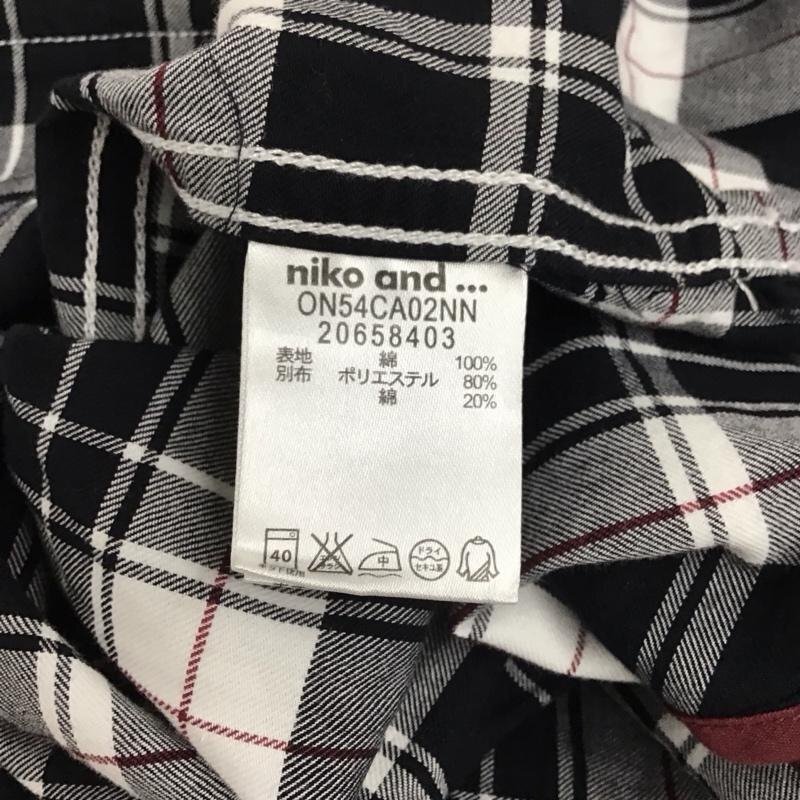 niko and ...
ON54CA02NN
20658403
表地 綿 100%
別布 ポリエステル 80%
綿 20%
40 中 ドライ
セキユ系